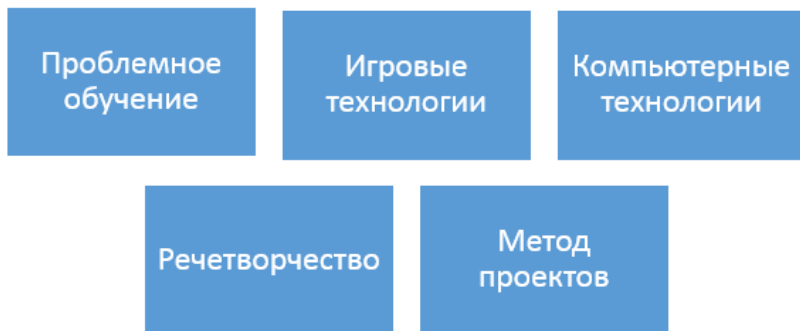 Проблемное
обучение
Игровые
технологии
Компьютерные
технологии
Речетворчество
Метод
проектов